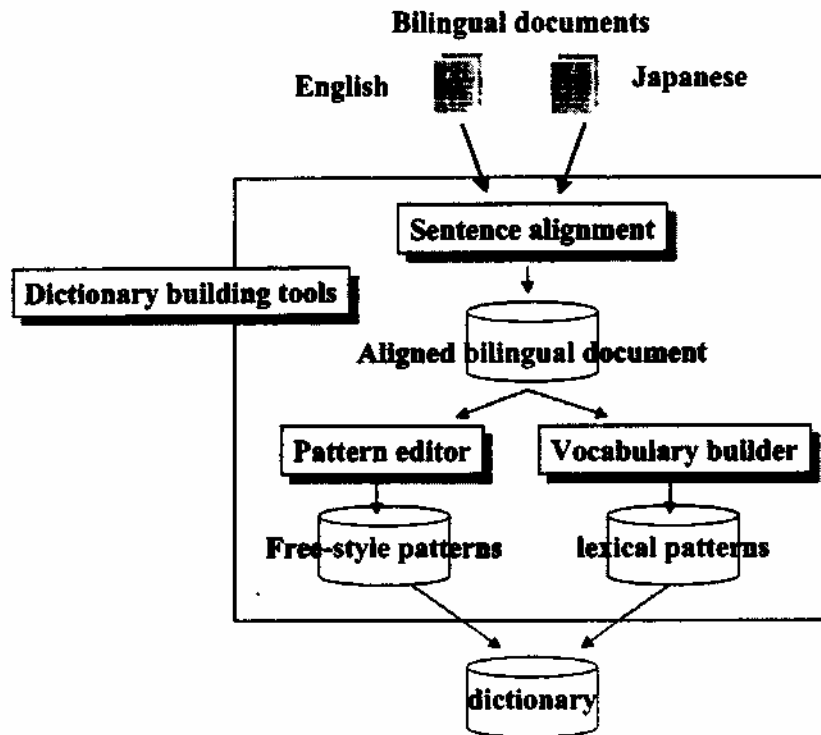 Bilingual documents
English
Japanese
Sentence alignment
Dictionary building tools
Aligned bilingual document
Pattern editor
Vocabulary builder
Free-style patterns
lexical patterns
dictionary